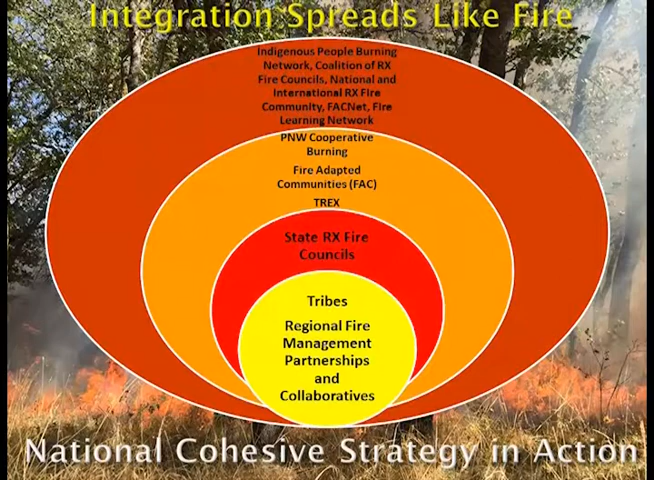 Integration Spreads Like Fire
Indigenous People Burning
Network, Coalition of RX
Fire Councils, National and
International RX Fire
Community, FACNet, Fire
Learning Network
PNW Cooperative
Burning
Fire Adapted
Communities (FAC)
TREX
State RX Fire
Councils
Tribes
Regional Fire
Management
Partnerships
and
Collaboratives
National Cohesive Strategy in Action